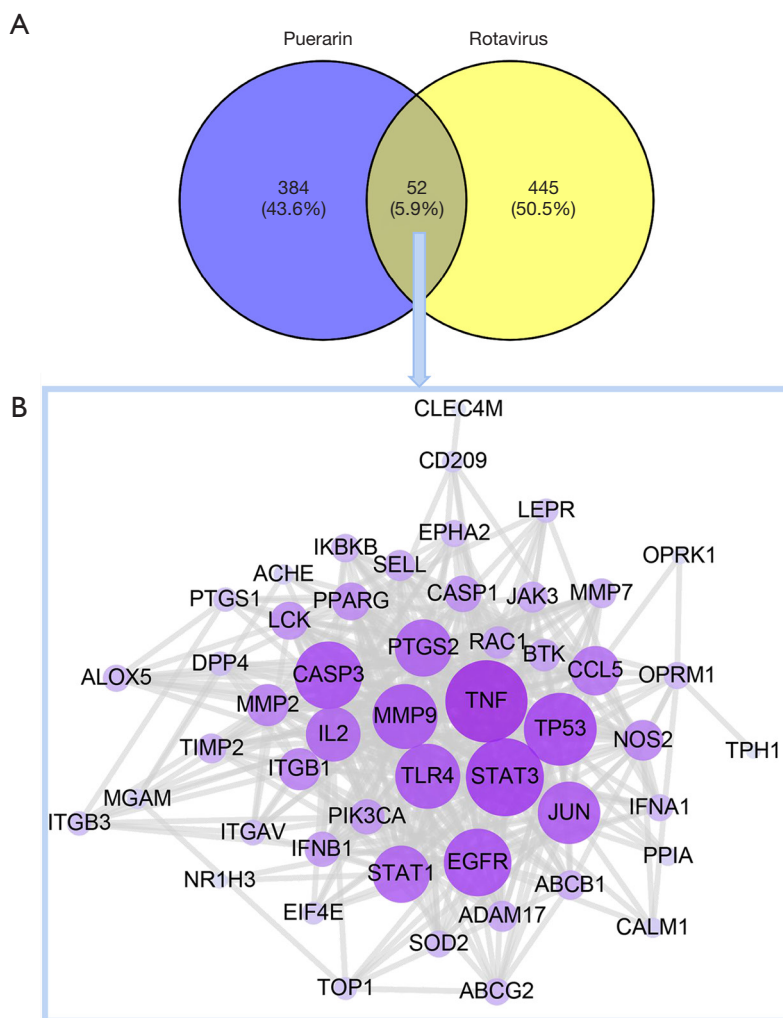 A
Puerarin
Rotavirus
384
(43.6%)
52
(5.9%)
445
(50.5%)
B
CLEC4M
CD209
LEPR
EPHA2
IKBKB
SELL
OPRK1
ACHE
PTGS1
PPARG
CASP1
JAK3
MMP7
LCK
PTGS2
RAC1
BTK
DPP4
CCL5
ALOX5
CASP3
OPRM1
MMP2
TNF
MMP9
TP53
IL2
NOS2
TIMP2
TPH1
ITGB1
TLR4
STAT3
MGAM
ITGB3
PIK3CA
JUN
IFNA1
ITGAV
IFNB1
PPIA
NR1H3
STAT1
EGFR
ABCB1
EIF4E
ADAM17
CALM1
SOD2
TOP1
ABCG2